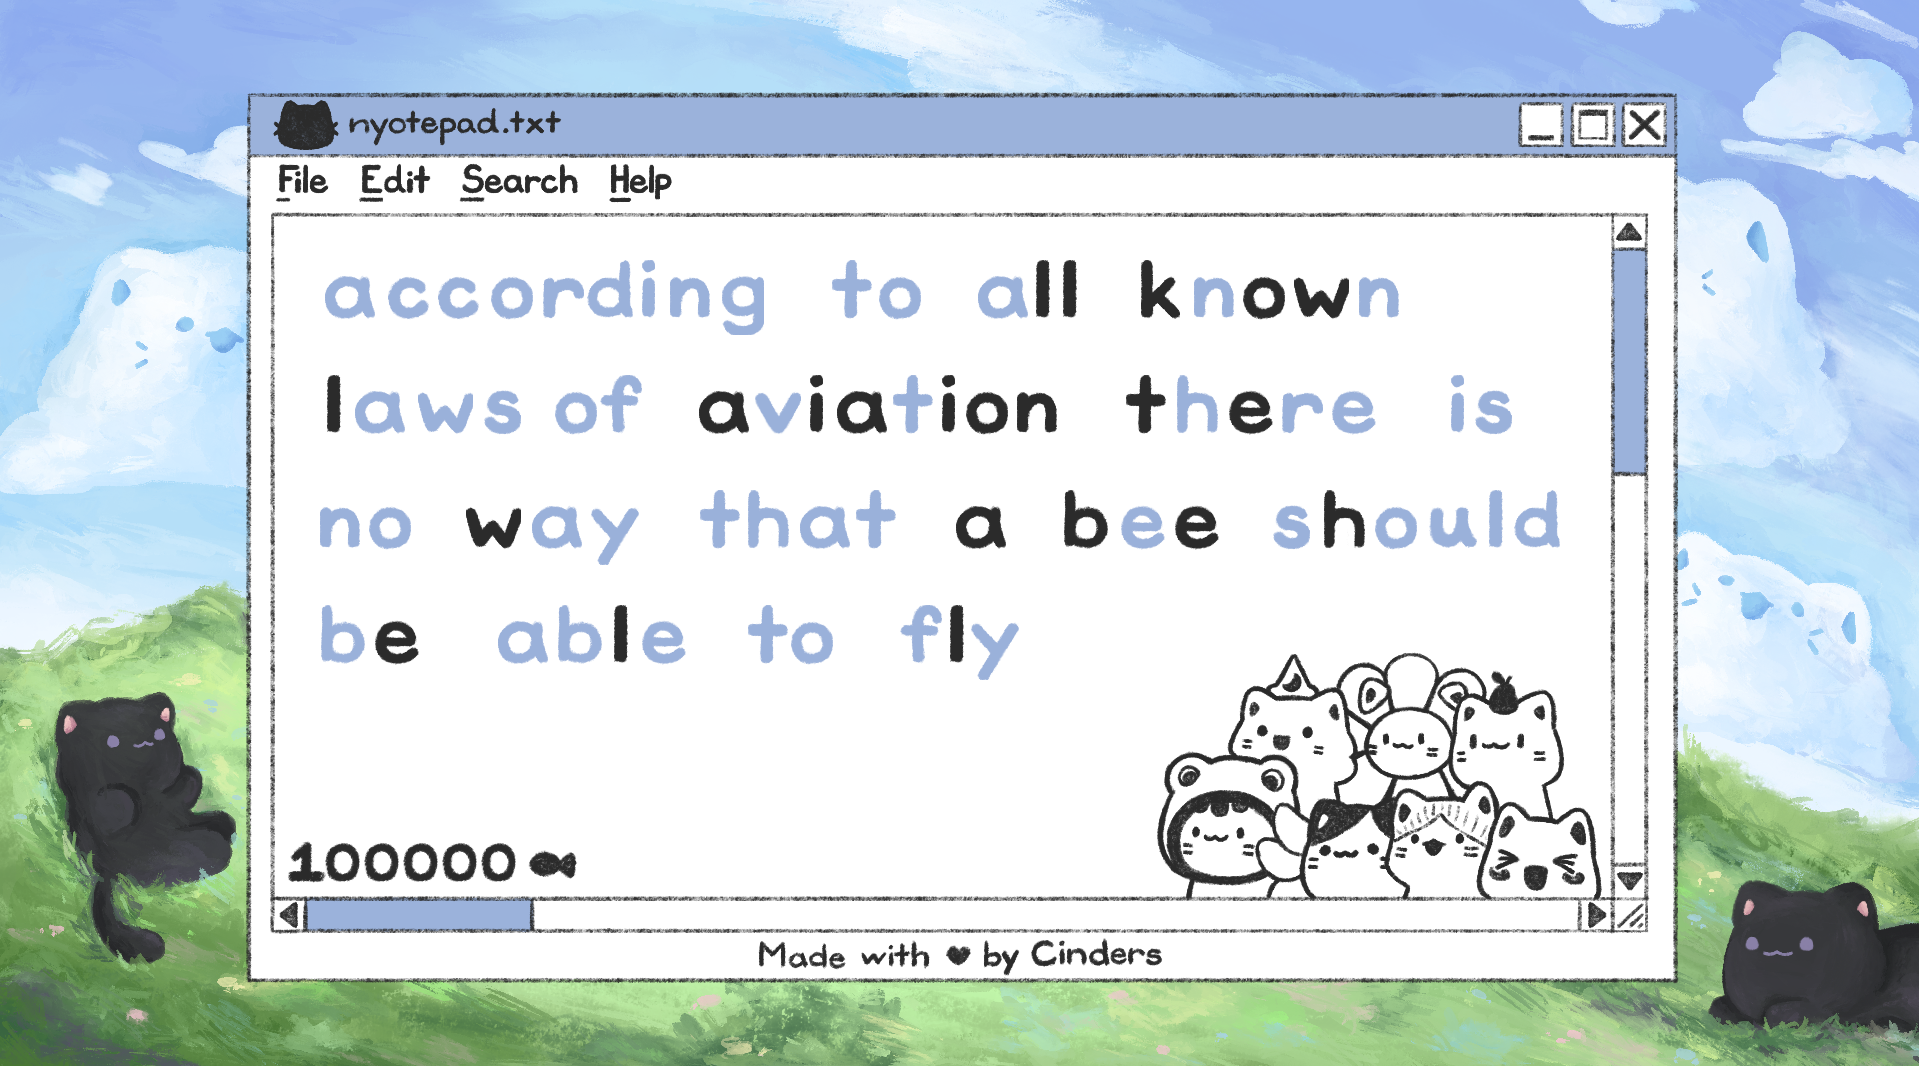 nyotepad.txt
File Edit Search Help
according to all known
laws of aviation there is
no way that a bee should
be able to fly
100000
Made with ♥ by Cinders